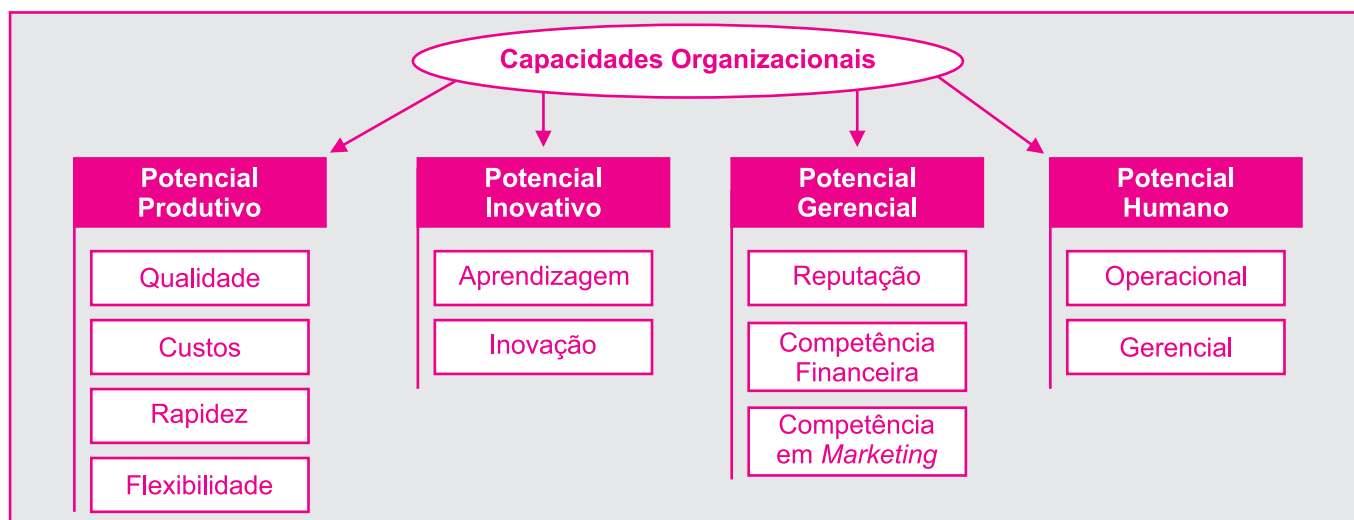 Capacidades Organizacionais
Potencial
Produtivo
Qualidade
Custos
Rapidez
Flexibilidade
Potencial
Inovativo
Aprendizagem
Inovação
Potencial
Gerencial
Reputação
Competência
Financeira
Competência
em Marketing
Potencial
Humano
Operacional
Gerencial